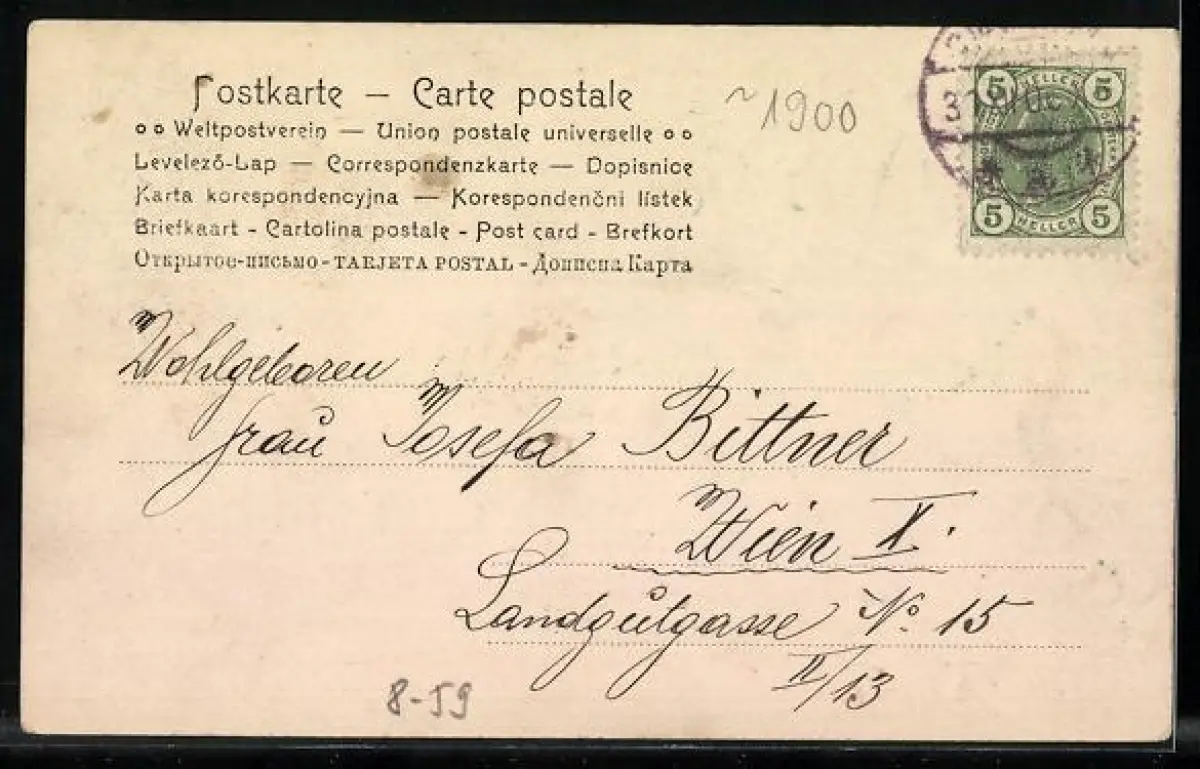 Postkarte – Carte postale
Weltpostverein — Union postale universelle
Levelező-Lap — Correspondenzkarte — Dopisnice
Karta korespondencyjna — Korespondenční lístek
Briefkaart - Cartolina postale - Post card - Brefkort
Открытое-письмо - TARJETA POSTAL - Дописна Карта
~1900
5 HELLER 5
5 HELLER 5
Wohlgeboren
Frau Josefa Bittner
Wien X.
Landgutgasse No. 15
II/13
8-59